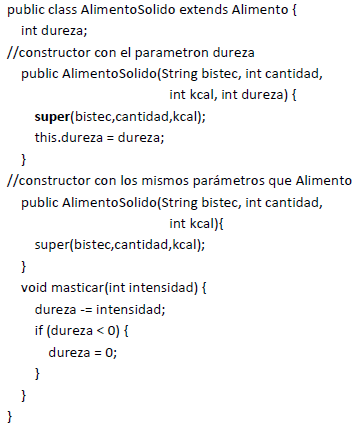 public class AlimentoSolido extends Alimento {
int dureza;
//constructor con el parametron dureza
public AlimentoSolido(String bistec, int cantidad,
int kcal, int dureza) {
super(bistec,cantidad,kcal);
this.dureza = dureza;
}
//constructor con los mismos parámetros que Alimento
public AlimentoSolido(String bistec, int cantidad,
int kcal){
super(bistec,cantidad,kcal);
}
void masticar(int intensidad) {
dureza -= intensidad;
if (dureza < 0) {
dureza = 0;
}
}
}